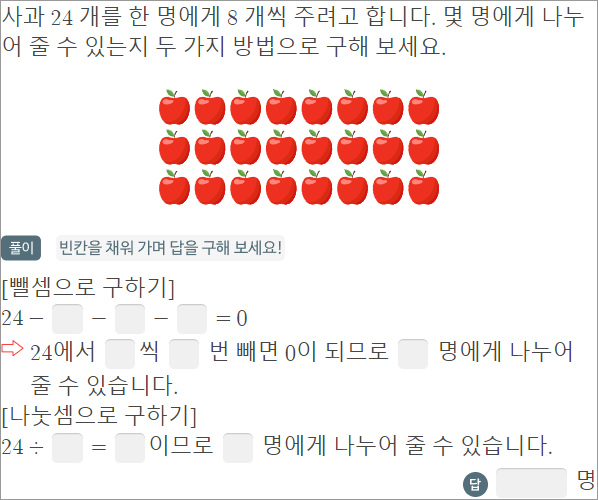 사과 24 개를 한 명에게 8 개씩 주려고 합니다. 몇 명에게 나누
어 줄 수 있는지 두 가지 방법으로 구해 보세요.
풀이 빈칸을 채워 가며 답을 구해 보세요!
[뺄셈으로 구하기]
24 − − − = 0
⇨ 24에서 씩 번 빼면 0이 되므로 명에게 나누어
줄 수 있습니다.
[나눗셈으로 구하기]
24 ÷ = 이므로 명에게 나누어 줄 수 있습니다.
답 명